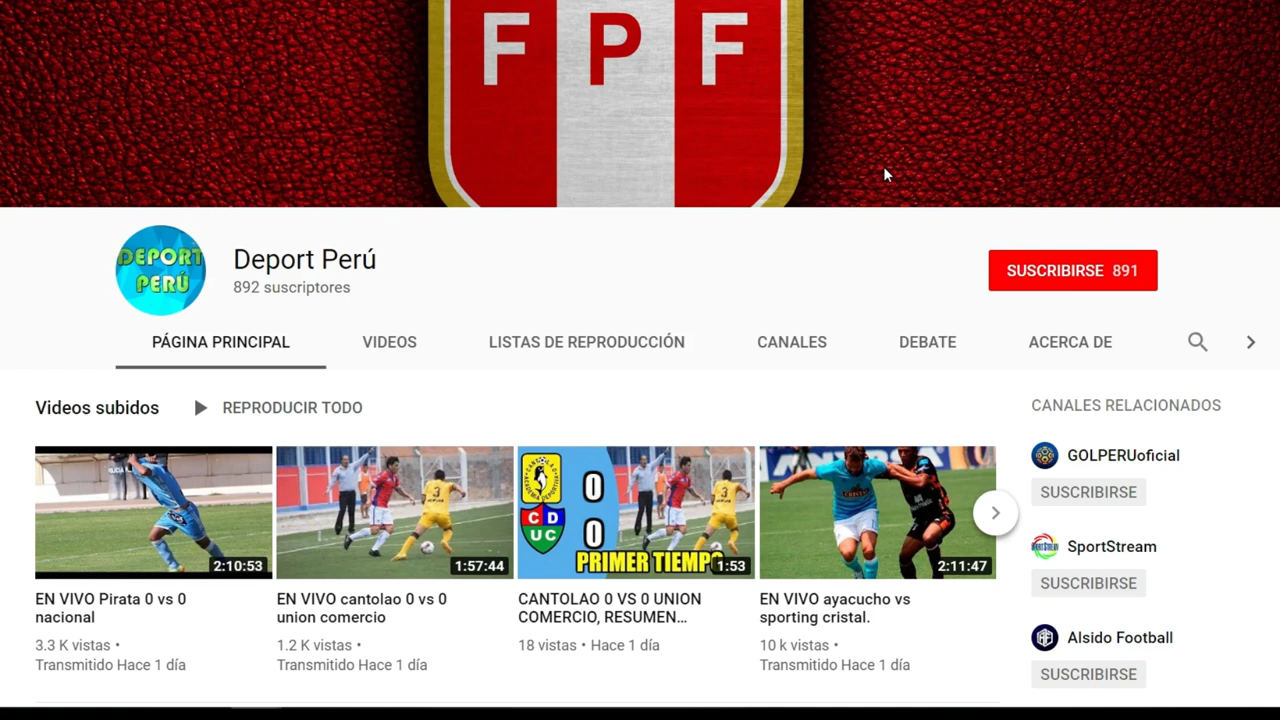 F P F
DEPORT
PERÚ
Deport Perú
892 suscriptores
SUSCRIBIRSE 891
PÁGINA PRINCIPAL
VIDEOS
LISTAS DE REPRODUCCIÓN
CANALES
DEBATE
ACERCA DE
Videos subidos
REPRODUCIR TODO
2:10:53
EN VIVO Pirata 0 vs 0
nacional
3.3 K vistas •
Transmitido Hace 1 día
1:57:44
EN VIVO cantolao 0 vs 0
union comercio
1.2 K vistas •
Transmitido Hace 1 día
0
CD
UC
0
PRIMER TIEMPO
1:53
CANTOLAO 0 VS 0 UNION
COMERCIO, RESUMEN...
18 vistas • Hace 1 día
2:11:47
EN VIVO ayacucho vs
sporting cristal.
10 k vistas •
Transmitido Hace 1 día
CANALES RELACIONADOS
GOLPERUoficial
SUSCRIBIRSE
SportStream
SUSCRIBIRSE
Alsido Football
SUSCRIBIRSE